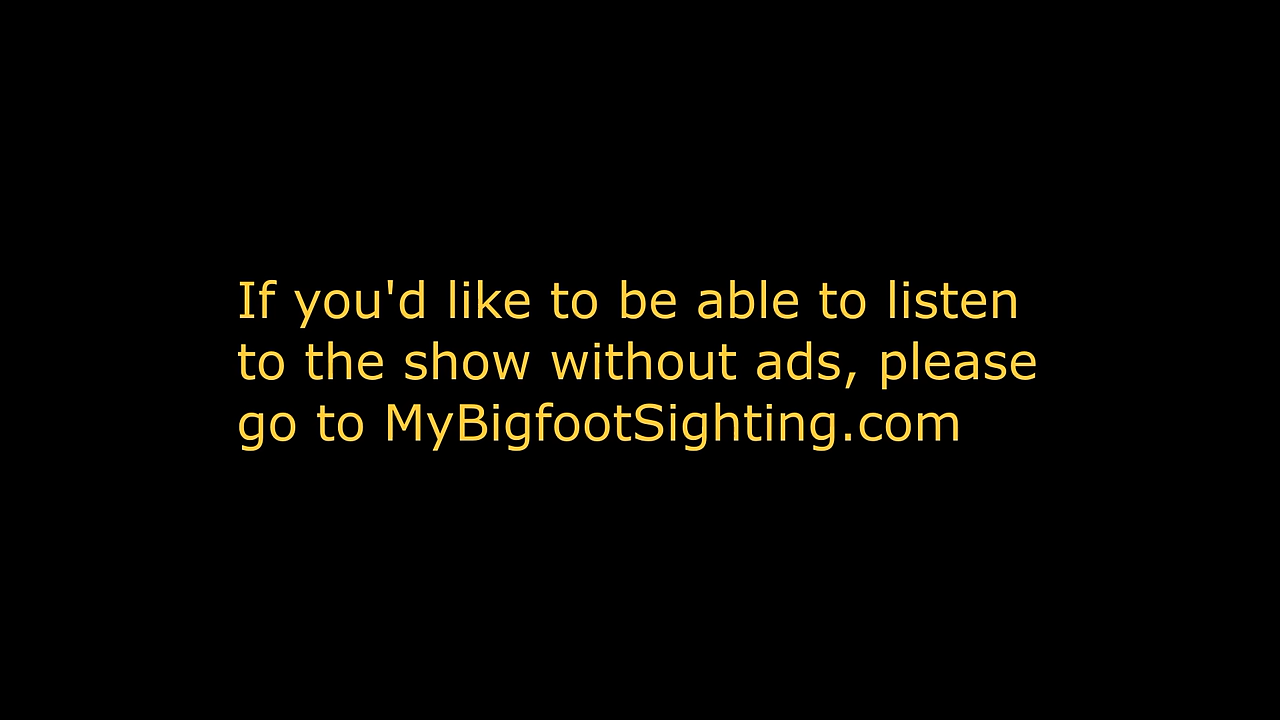 If you'd like to be able to listen
to the show without ads, please
go to MyBigfootSighting.com